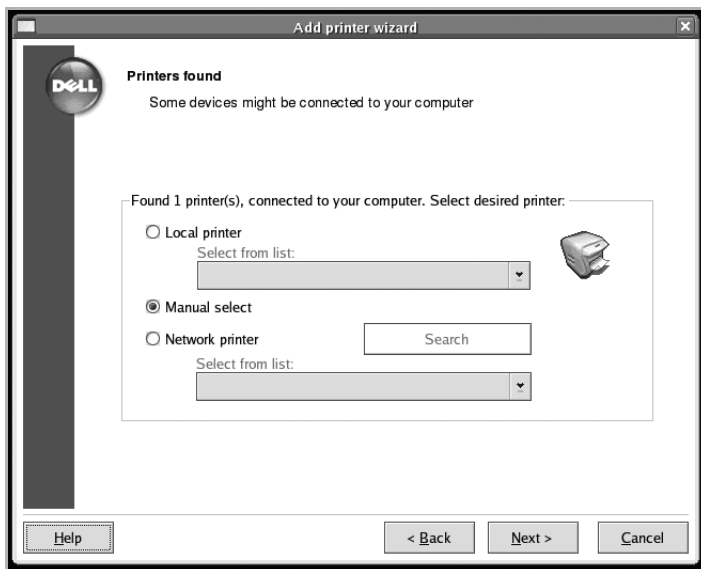 Add printer wizard
DELL
Printers found
Some devices might be connected to your computer
Found 1 printer(s), connected to your computer. Select desired printer:
Local printer
Select from list:
Manual select
Network printer
Search
Select from list:
Help
< Back
Next >
Cancel